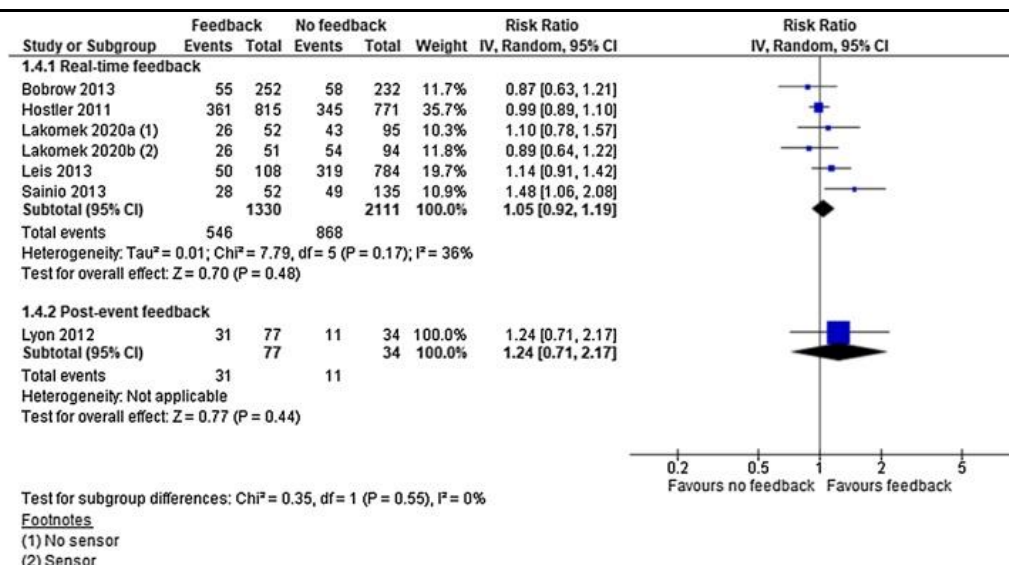 Feedback No feedback Risk Ratio Risk Ratio
Study or Subgroup Events Total Events Total Weight IV, Random, 95% CI IV, Random, 95% CI
1.4.1 Real-time feedback
Bobrow 2013 55 252 58 232 11.7% 0.87 [0.63, 1.21]
Hostler 2011 361 815 345 771 35.7% 0.99 [0.89, 1.10]
Lakomek 2020a (1) 26 52 43 95 10.3% 1.10 [0.78, 1.57]
Lakomek 2020b (2) 26 51 54 94 11.8% 0.89 [0.64, 1.22]
Leis 2013 50 108 319 784 19.7% 1.14 [0.91, 1.42]
Sainio 2013 28 52 49 135 10.9% 1.48 [1.06, 2.08]
Subtotal (95% CI) 1330 2111 100.0% 1.05 [0.92, 1.19]
Total events 546 868
Heterogeneity: Tau² = 0.01; Chi² = 7.79, df = 5 (P = 0.17); I² = 36%
Test for overall effect: Z = 0.70 (P = 0.48)
1.4.2 Post-event feedback
Lyon 2012 31 77 11 34 100.0% 1.24 [0.71, 2.17]
Subtotal (95% CI) 77 34 100.0% 1.24 [0.71, 2.17]
Total events 31 11
Heterogeneity: Not applicable
Test for overall effect: Z = 0.77 (P = 0.44)
0.2 0.5 1 2 5
Favours no feedback Favours feedback
Test for subgroup differences: Chi² = 0.35, df = 1 (P = 0.55), I² = 0%
Footnotes
(1) No sensor
(2) Sensor